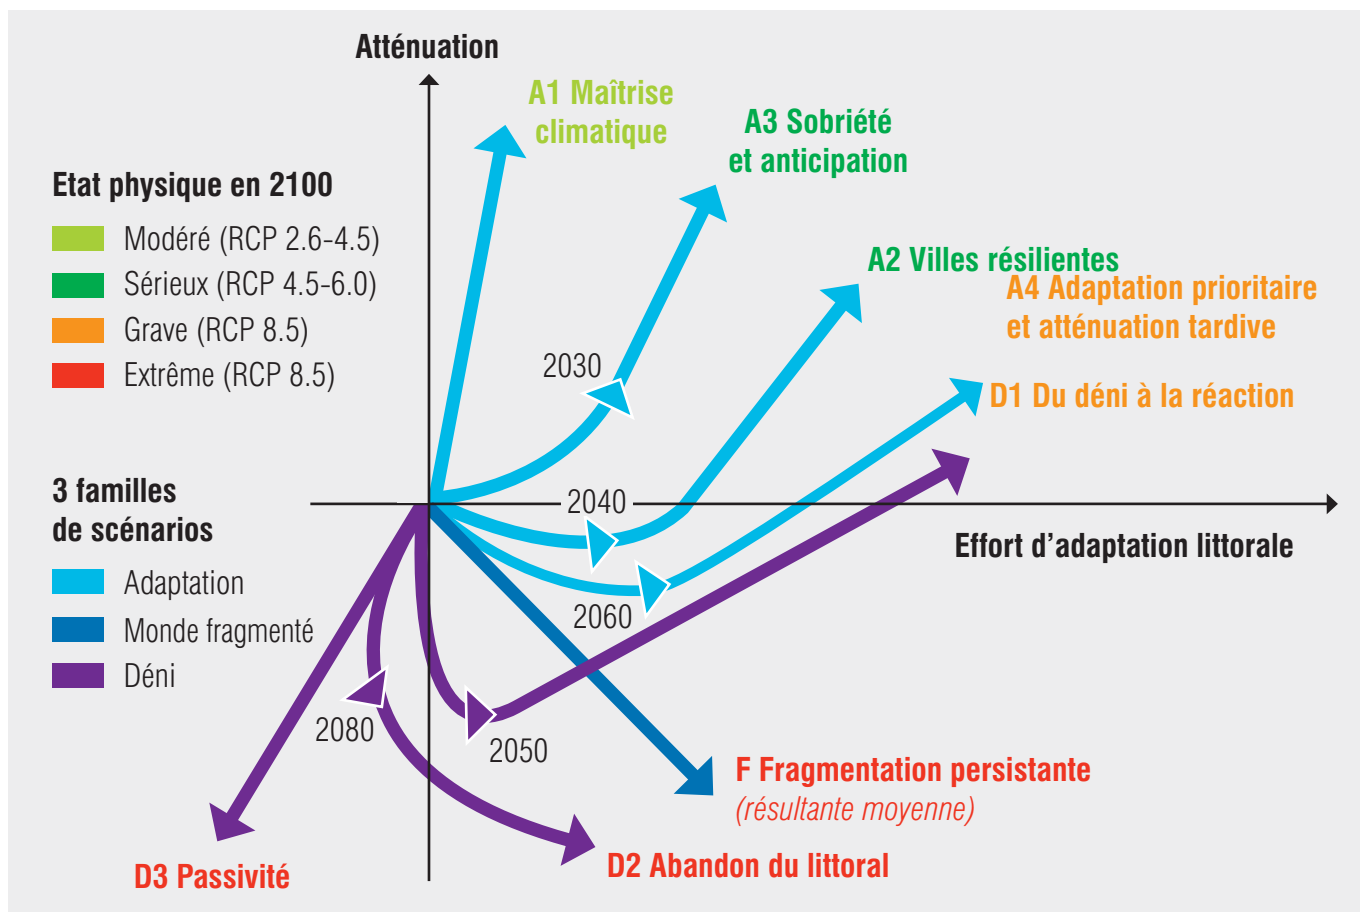 Atténuation
A1 Maîtrise
climatique
A3 Sobriété
et anticipation
Etat physique en 2100
Modéré (RCP 2.6-4.5)
Sérieux (RCP 4.5-6.0)
Grave (RCP 8.5)
Extrême (RCP 8.5)
A2 Villes résilientes
A4 Adaptation prioritaire
et atténuation tardive
2030
D1 Du déni à la réaction
3 familles
de scénarios
Adaptation
Monde fragmenté
Déni
2040
Effort d'adaptation littorale
2060
2080
2050
F Fragmentation persistante
(résultante moyenne)
D3 Passivité
D2 Abandon du littoral